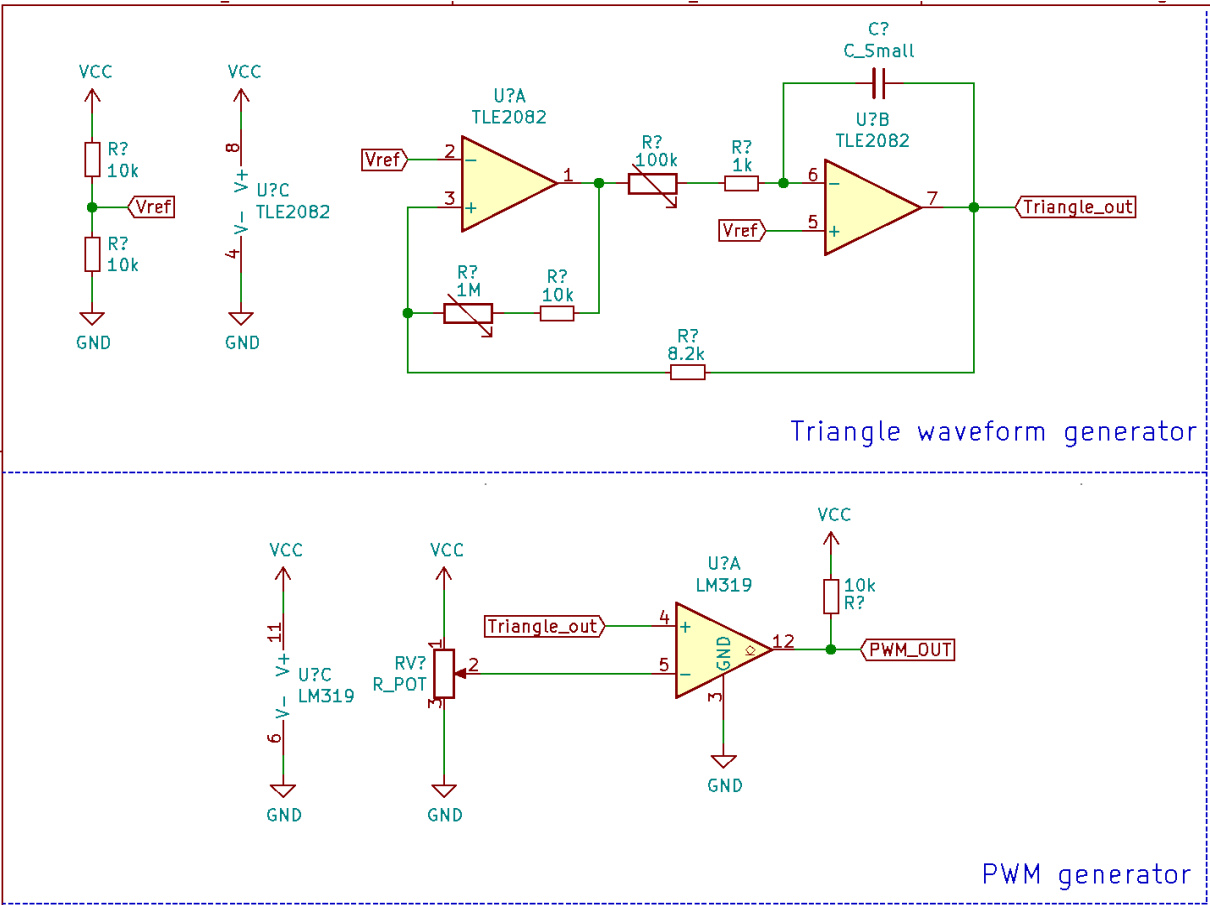 C?
C_Small
VCC
VCC
U?A
TLE2082
U?B
TLE2082
R?
10k
8
V+
U?C
TLE2082
V-
4
Vref
R?
10k
GND
GND
Vref
2
-
3
+
1
R?
100k
R?
1k
6
-
5
+
7
Vref
Triangle_out
R?
1M
R?
10k
R?
8.2k
Triangle waveform generator
VCC
VCC
VCC
U?A
LM319
10k
R?
11
V+
U?C
LM319
V-
6
GND
1
RV?
R_POT
2
3
GND
Triangle_out
4
+
5
-
GND
3
12
PWM_OUT
GND
PWM generator